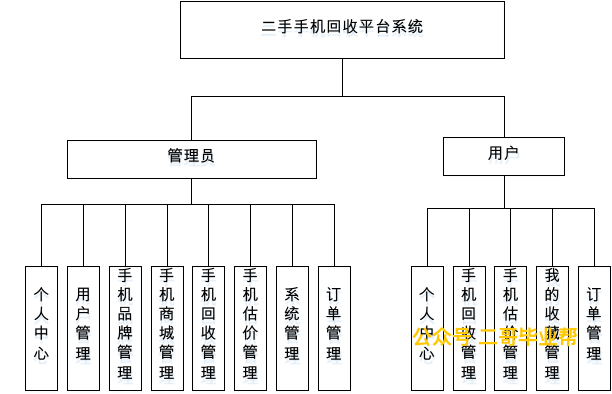 二手手机回收平台系统
管理员
用户
个人中心
用户管理
手机品牌管理
手机商城管理
手机回收管理
手机估价管理
系统管理
订单管理
个人中心
手机回收管理
手机估价管理
我的收藏管理
订单管理
公众号 二哥毕业帮